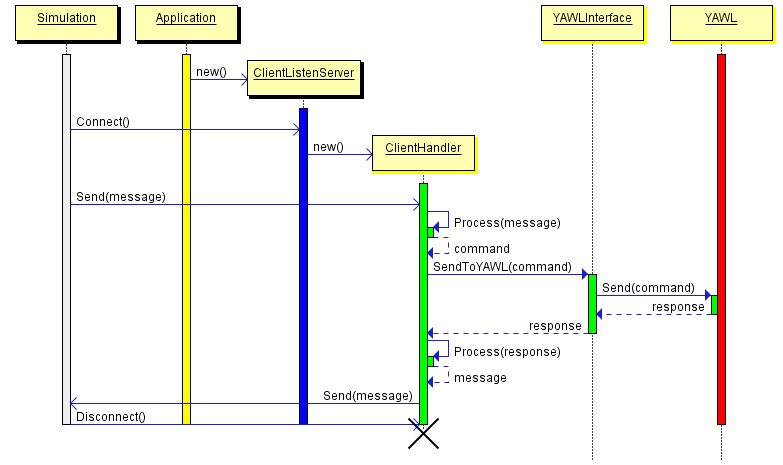 Simulation
Application
YAWLInterface
YAWL
new()
ClientListenServer
Connect()
new()
ClientHandler
Send(message)
Process(message)
command
SendToYAWL(command)
Send(command)
response
response
Process(response)
message
Send(message)
Disconnect()